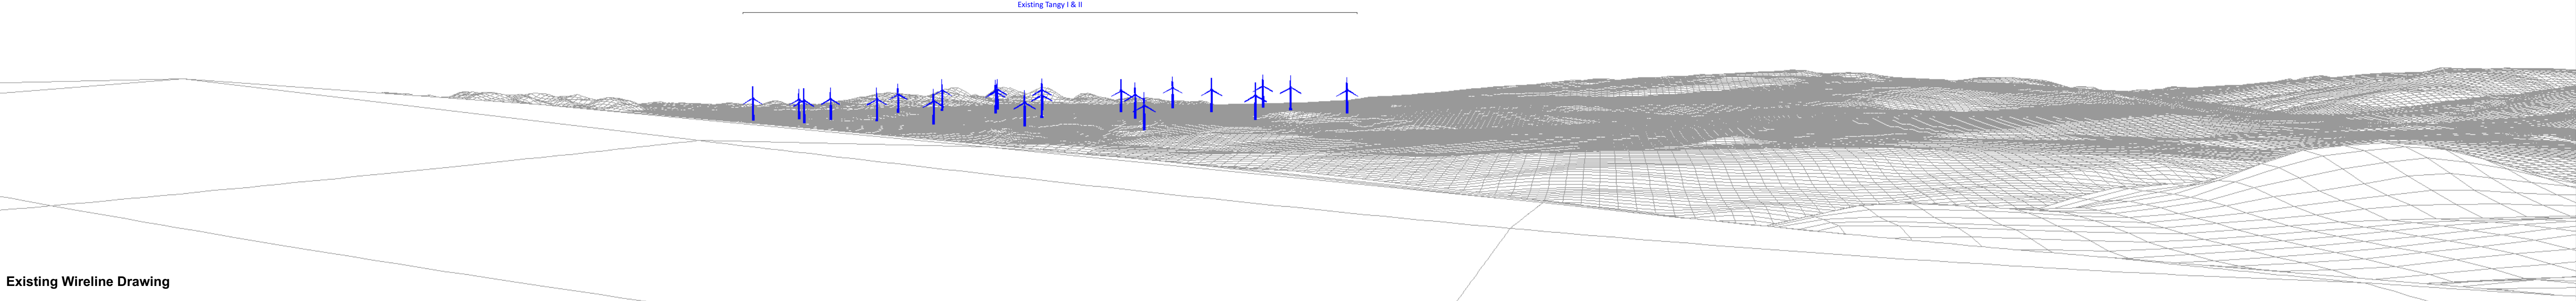 Existing Tangy I & II
Existing Wireline Drawing